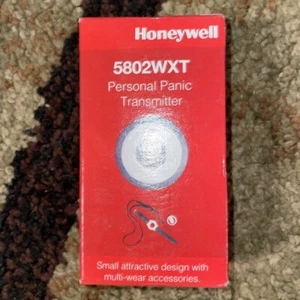 Honeywell
5802WXT
Personal Panic
Transmitter
Small attractive design with
multi-wear accessories.